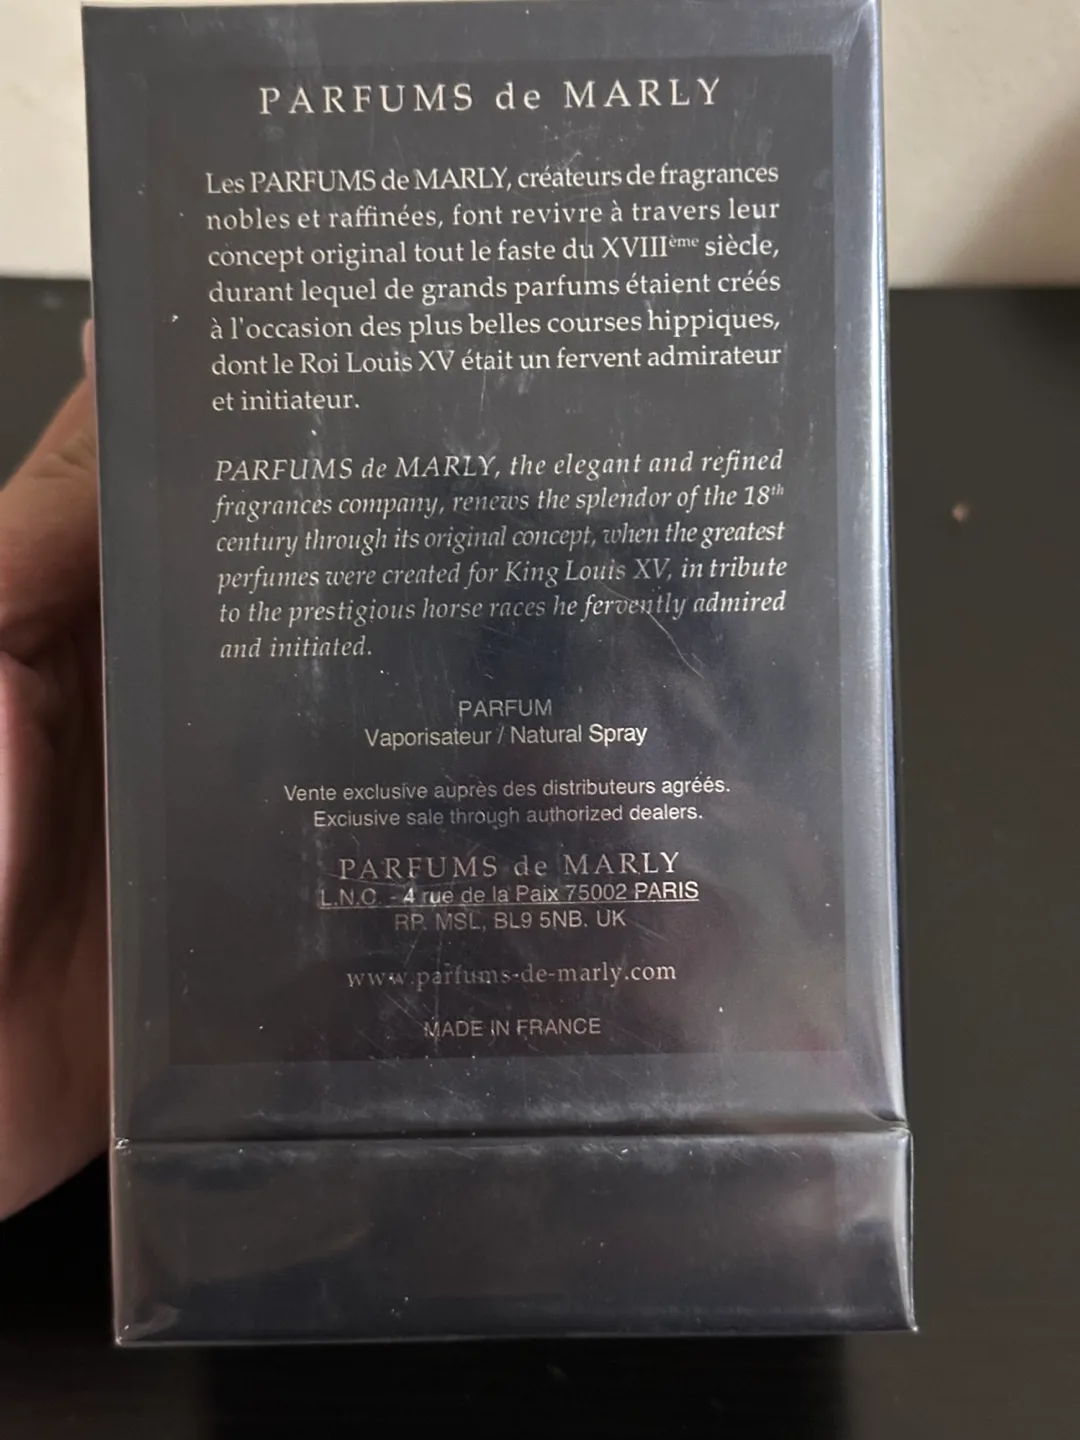 PARFUMS de MARLY
Les PARFUMS de MARLY, créateurs de fragrances
nobles et raffinées, font revivre à travers leur
concept original tout le faste du XVIIIème siècle,
durant lequel de grands parfums étaient créés
à l'occasion des plus belles courses hippiques,
dont le Roi Louis XV était un fervent admirateur
et initiateur.
PARFUMS de MARLY, the elegant and refined
fragrances company, renews the splendor of the 18th
century through its original concept, when the greatest
perfumes were created for King Louis XV, in tribute
to the prestigious horse races he fervently admired
and initiated.
PARFUM
Vaporisateur / Natural Spray
Vente exclusive auprès des distributeurs agréés.
Exclusive sale through authorized dealers.
PARFUMS de MARLY
L.N.C. - 4 rue de la Paix 75002 PARIS
RP. MSL, BL9 5NB. UK
www.parfums-de-marly.com
MADE IN FRANCE